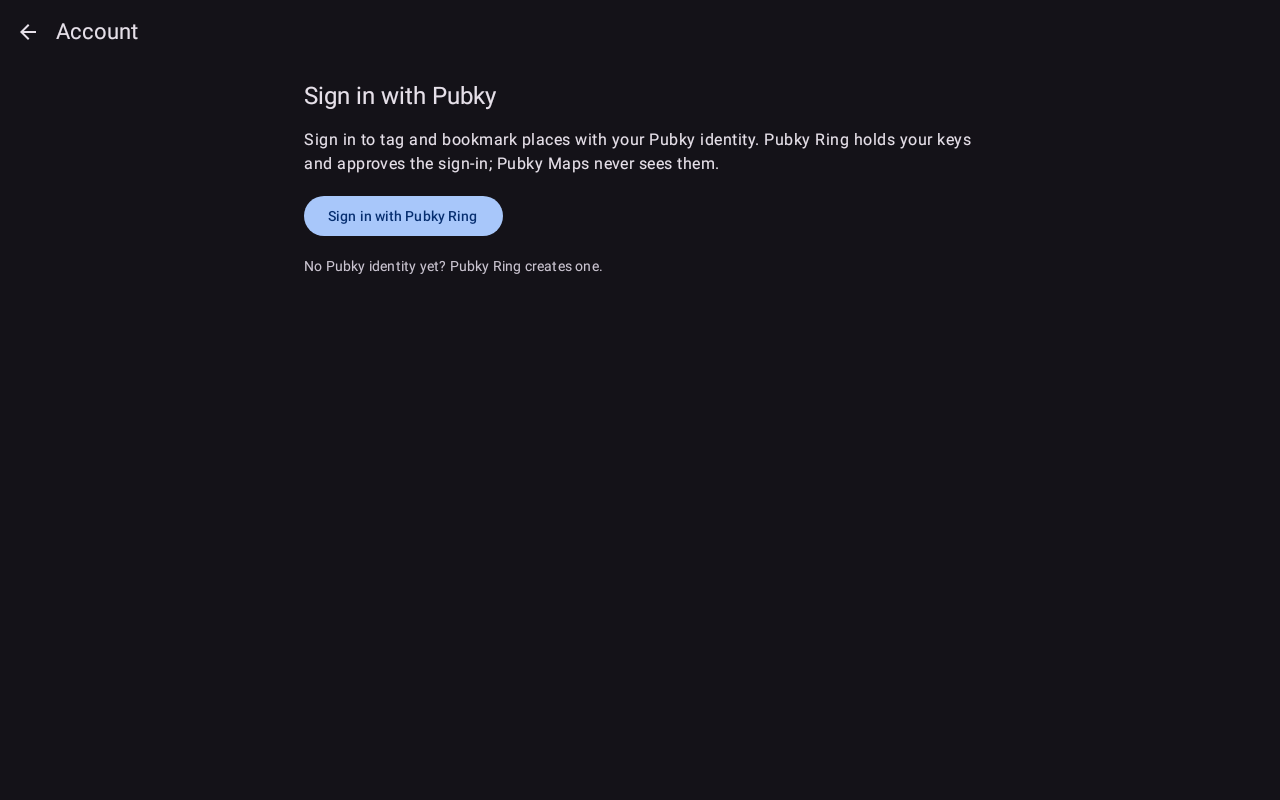 Account
Sign in with Pubky
Sign in to tag and bookmark places with your Pubky identity. Pubky Ring holds your keys
and approves the sign-in; Pubky Maps never sees them.
Sign in with Pubky Ring
No Pubky identity yet? Pubky Ring creates one.